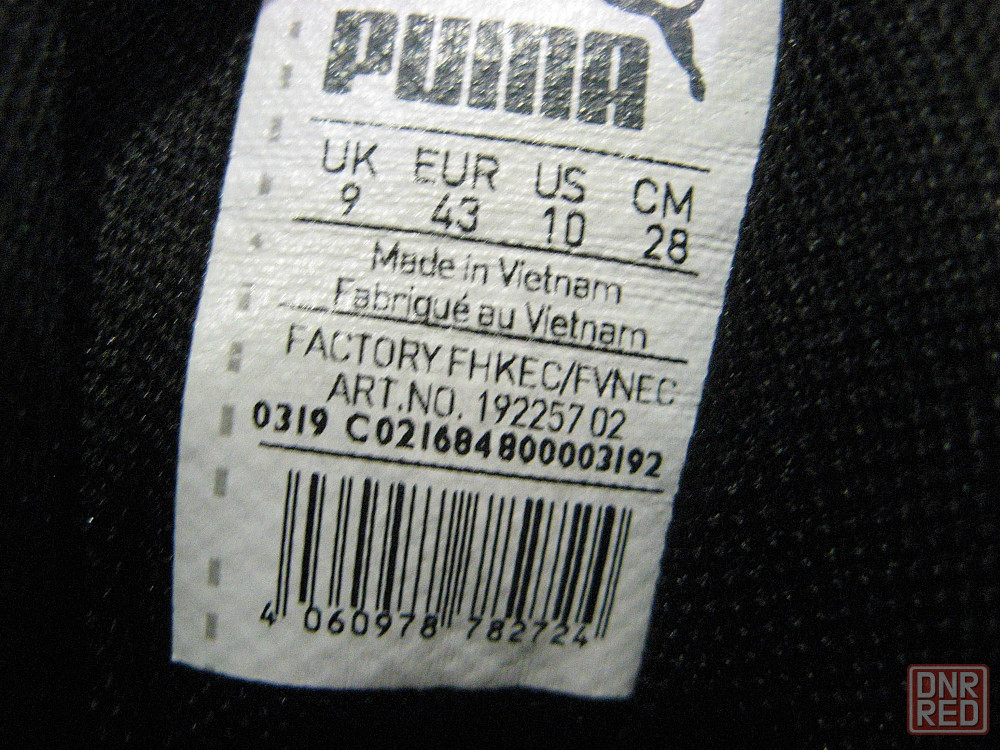 PUMA
UK EUR US CM
9 43 10 28
Made in Vietnam
Fabriqué au Vietnam
FACTORY FHKEC/FVNEC
ART.NO. 192257 02
0319 C021684800003192
4 060978 782724
DNR
RED